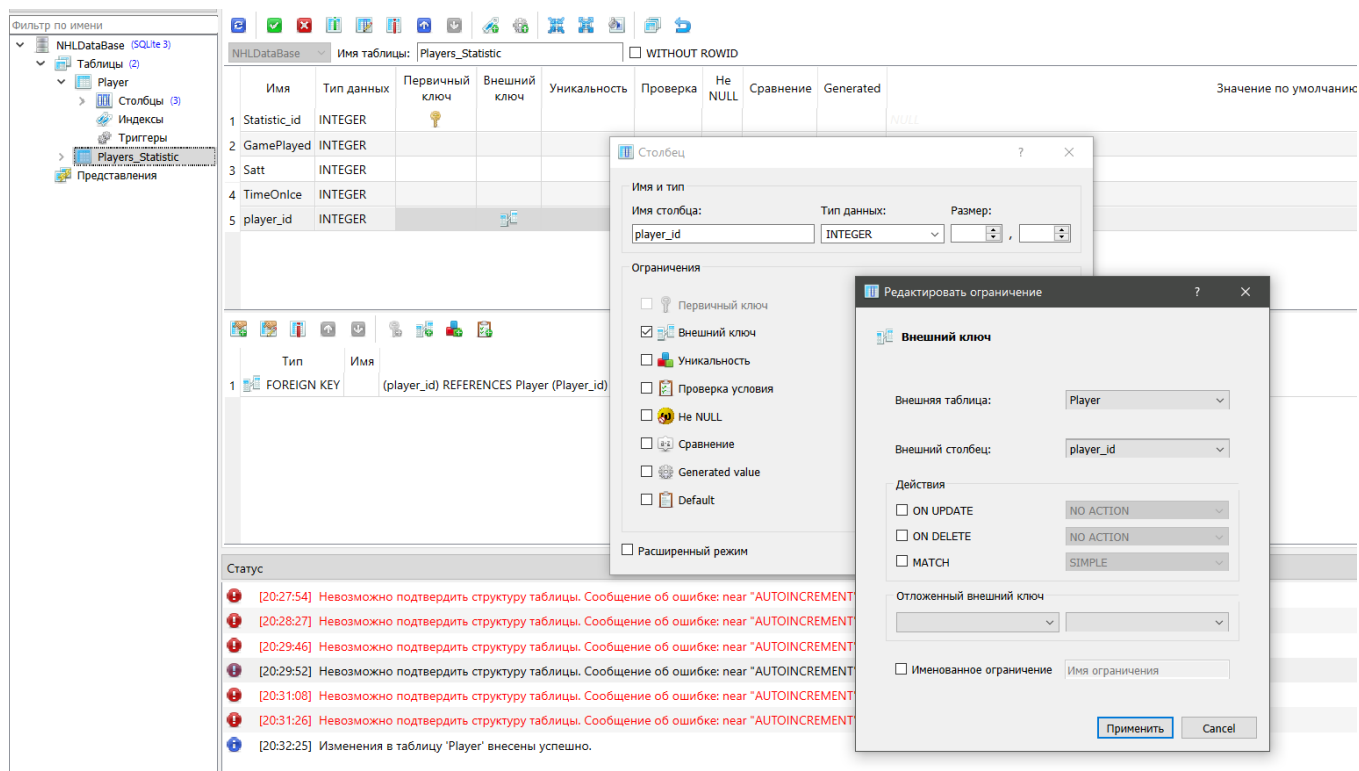 Фильтр по имени
NHLDataBase (SQLite 3)
Таблицы (2)
Player
Столбцы (3)
Индексы
Триггеры
Players_Statistic
Представления
NHLDataBase Имя таблицы: Players_Statistic WITHOUT ROWID
Имя Тип данных Первичный ключ Внешний ключ Уникальность Проверка Не NULL Сравнение Generated Значение по умолчанию
1 Statistic_id INTEGER NULL
2 GamePlayed INTEGER
3 Satt INTEGER
4 TimeOnIce INTEGER
5 player_id INTEGER
Тип Имя
1 FOREIGN KEY (player_id) REFERENCES Player (Player_id)
Столбец ? ×
Имя и тип
Имя столбца: Тип данных: Размер:
player_id INTEGER ,
Ограничения
Первичный ключ
Внешний ключ
Уникальность
Проверка условия
Не NULL
Сравнение
Generated value
Default
Расширенный режим
Редактировать ограничение ? ×
Внешний ключ
Внешняя таблица: Player
Внешний столбец: player_id
Действия
ON UPDATE NO ACTION
ON DELETE NO ACTION
MATCH SIMPLE
Отложенный внешний ключ
Именованное ограничение Имя ограничения
Применить Cancel
Статус
[20:27:54] Невозможно подтвердить структуру таблицы. Сообщение об ошибке: near "AUTOINCREMENT"
[20:28:27] Невозможно подтвердить структуру таблицы. Сообщение об ошибке: near "AUTOINCREMENT"
[20:29:46] Невозможно подтвердить структуру таблицы. Сообщение об ошибке: near "AUTOINCREMENT"
[20:29:52] Невозможно подтвердить структуру таблицы. Сообщение об ошибке: near "AUTOINCREMENT"
[20:31:08] Невозможно подтвердить структуру таблицы. Сообщение об ошибке: near "AUTOINCREMENT"
[20:31:26] Невозможно подтвердить структуру таблицы. Сообщение об ошибке: near "AUTOINCREMENT"
[20:32:25] Изменения в таблицу 'Player' внесены успешно.